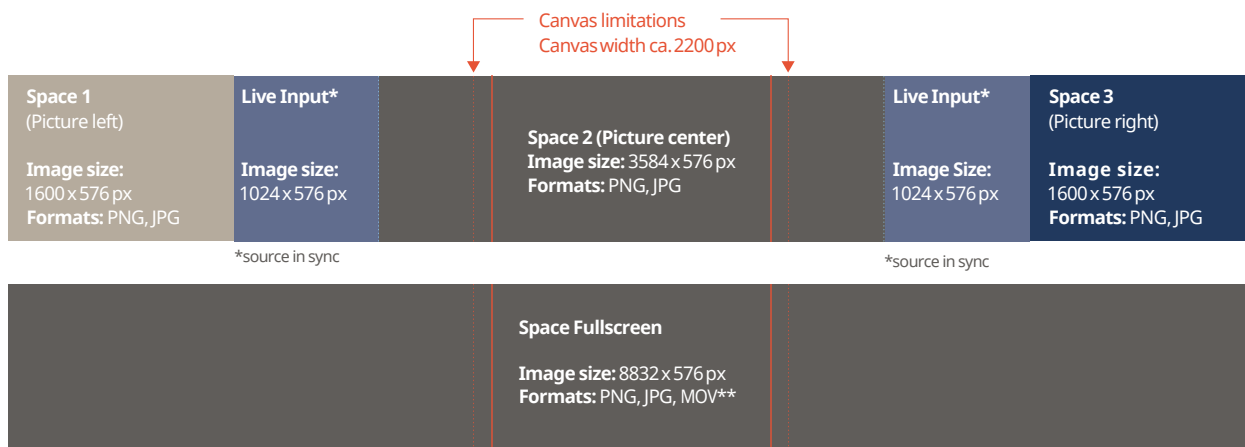 Canvas limitations
Canvas width ca. 2200 px
Space 1
(Picture left)
Image size:
1600 x 576 px
Formats: PNG, JPG
Live Input*
Image size:
1024 x 576 px
*source in sync
Space 2 (Picture center)
Image size: 3584 x 576 px
Formats: PNG, JPG
Live Input*
Image Size:
1024 x 576 px
*source in sync
Space 3
(Picture right)
Image size:
1600 x 576 px
Formats: PNG, JPG
Space Fullscreen
Image size: 8832 x 576 px
Formats: PNG, JPG, MOV**